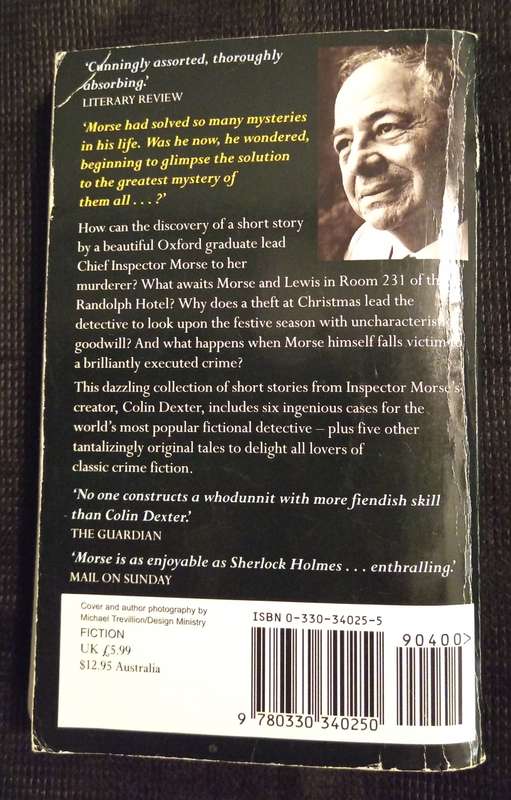 ‘Cunningly assorted, thoroughly
absorbing.’
LITERARY REVIEW
‘Morse had solved so many mysteries
in his life. Was he now, he wondered,
beginning to glimpse the solution
to the greatest mystery of
them all . . . ?’
How can the discovery of a short story
by a beautiful Oxford graduate lead
Chief Inspector Morse to her
murderer? What awaits Morse and Lewis in Room 231 of the
Randolph Hotel? Why does a theft at Christmas lead the
detective to look upon the festive season with uncharacteris
goodwill? And what happens when Morse himself falls victim to
a brilliantly executed crime?
This dazzling collection of short stories from Inspector Morse's
creator, Colin Dexter, includes six ingenious cases for the
world's most popular fictional detective – plus five other
tantalizingly original tales to delight all lovers of
classic crime fiction.
‘No one constructs a whodunnit with more fiendish skill
than Colin Dexter.’
THE GUARDIAN
‘Morse is as enjoyable as Sherlock Holmes . . . enthralling.’
MAIL ON SUNDAY
Cover and author photography by
Michael Trevillion/Design Ministry
FICTION
UK £5.99
$12.95 Australia
ISBN 0-330-34025-5
90400>
9 780330 340250